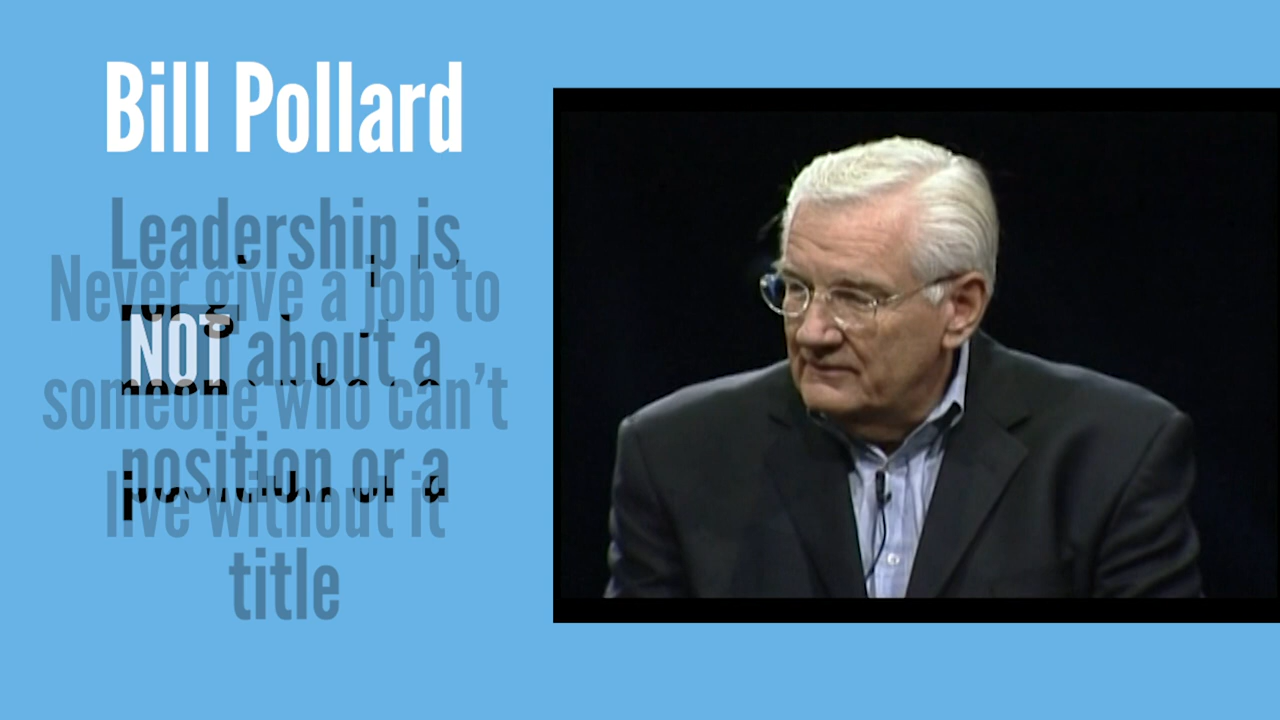 Bill Pollard
Leadership is
Never give a job to
NOT about a
someone who can't
position or a
live without it
title